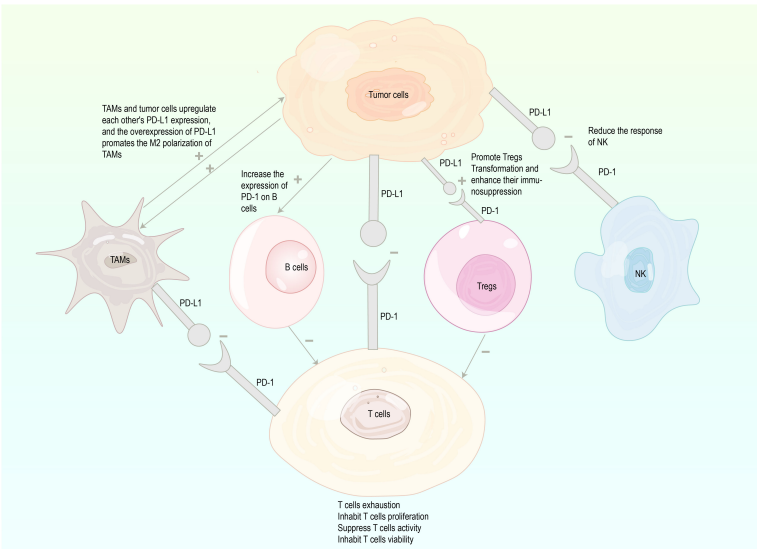 Tumor cells
TAMs and tumor cells upregulate
each other's PD-L1 expression,
and the overexpression of PD-L1
promates the M2 polarization of
TAMs
+
+
Increase the
expression of
PD-1 on B
cells
+
PD-L1
PD-L1
+
Promote Tregs
Transformation and
enhance their immu-
nosuppression
PD-L1
−
Reduce the response
of NK
PD-1
PD-1
−
TAMs
B cells
Tregs
NK
PD-L1
−
PD-1
−
PD-1
−
T cells
T cells exhaustion
Inhabit T cells proliferation
Suppress T cells activity
Inhabit T cells viability